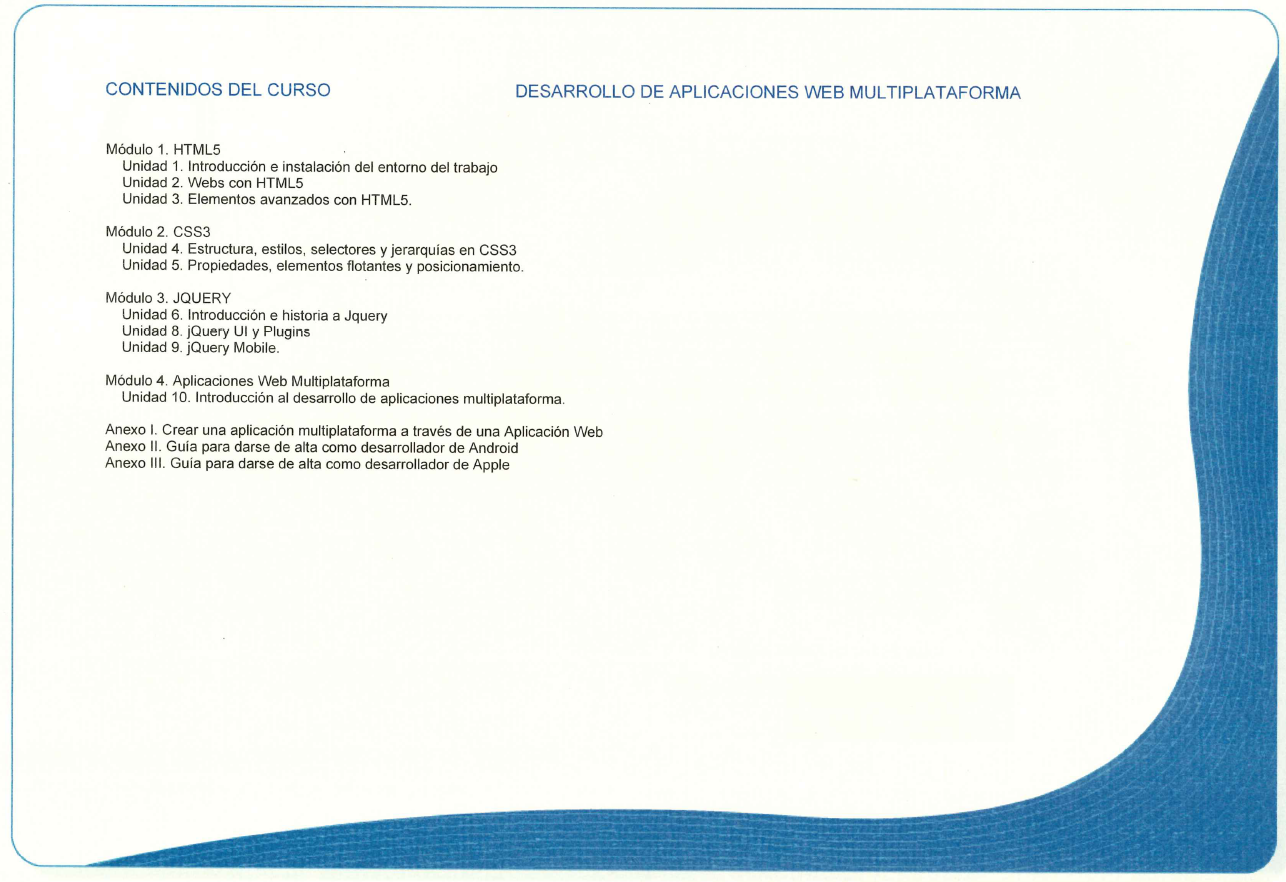 CONTENIDOS DEL CURSO DESARROLLO DE APLICACIONES WEB MULTIPLATAFORMA
Módulo 1. HTML5
Unidad 1. Introducción e instalación del entorno del trabajo
Unidad 2. Webs con HTML5
Unidad 3. Elementos avanzados con HTML5.
Módulo 2. CSS3
Unidad 4. Estructura, estilos, selectores y jerarquías en CSS3
Unidad 5. Propiedades, elementos flotantes y posicionamiento.
Módulo 3. JQUERY
Unidad 6. Introducción e historia a Jquery
Unidad 8. jQuery UI y Plugins
Unidad 9. jQuery Mobile.
Módulo 4. Aplicaciones Web Multiplataforma
Unidad 10. Introducción al desarrollo de aplicaciones multiplataforma.
Anexo I. Crear una aplicación multiplataforma a través de una Aplicación Web
Anexo II. Guía para darse de alta como desarrollador de Android
Anexo III. Guía para darse de alta como desarrollador de Apple